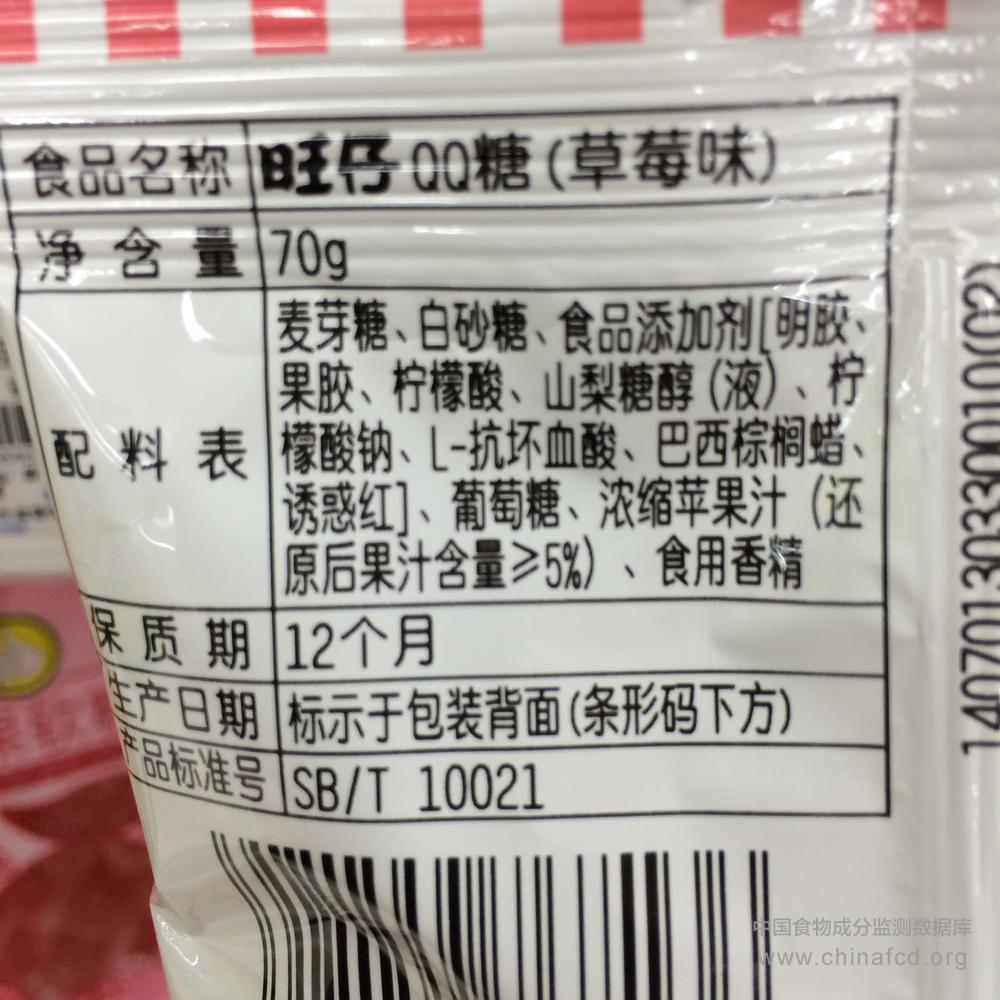 食品名称 旺仔QQ糖(草莓味)
净含量 70g
配料表
麦芽糖、白砂糖、食品添加剂[明胶、
果胶、柠檬酸、山梨糖醇(液)、柠
檬酸钠、L-抗坏血酸、巴西棕榈蜡、
诱惑红]、葡萄糖、浓缩苹果汁(还
原后果汁含量≥5%)、食用香精
保质期 12个月
生产日期 标示于包装背面(条形码下方)
产品标准号 SB/T 10021
中国食物成分监测数据库
www.chinafcd.org